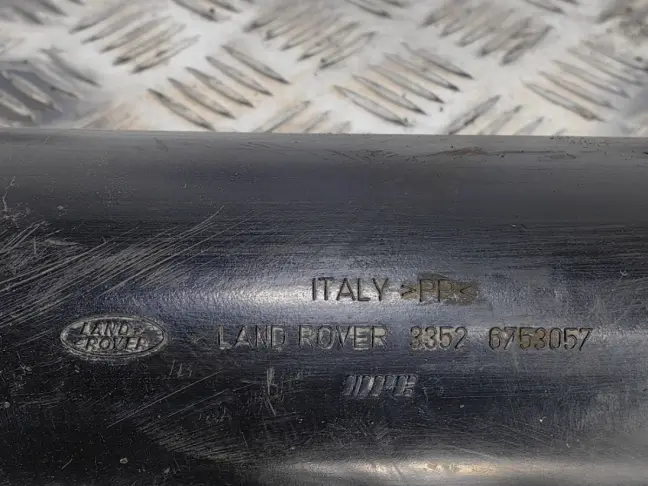 ITALY >PP<
LAND
ROVER
LAND ROVER 3352 6753057